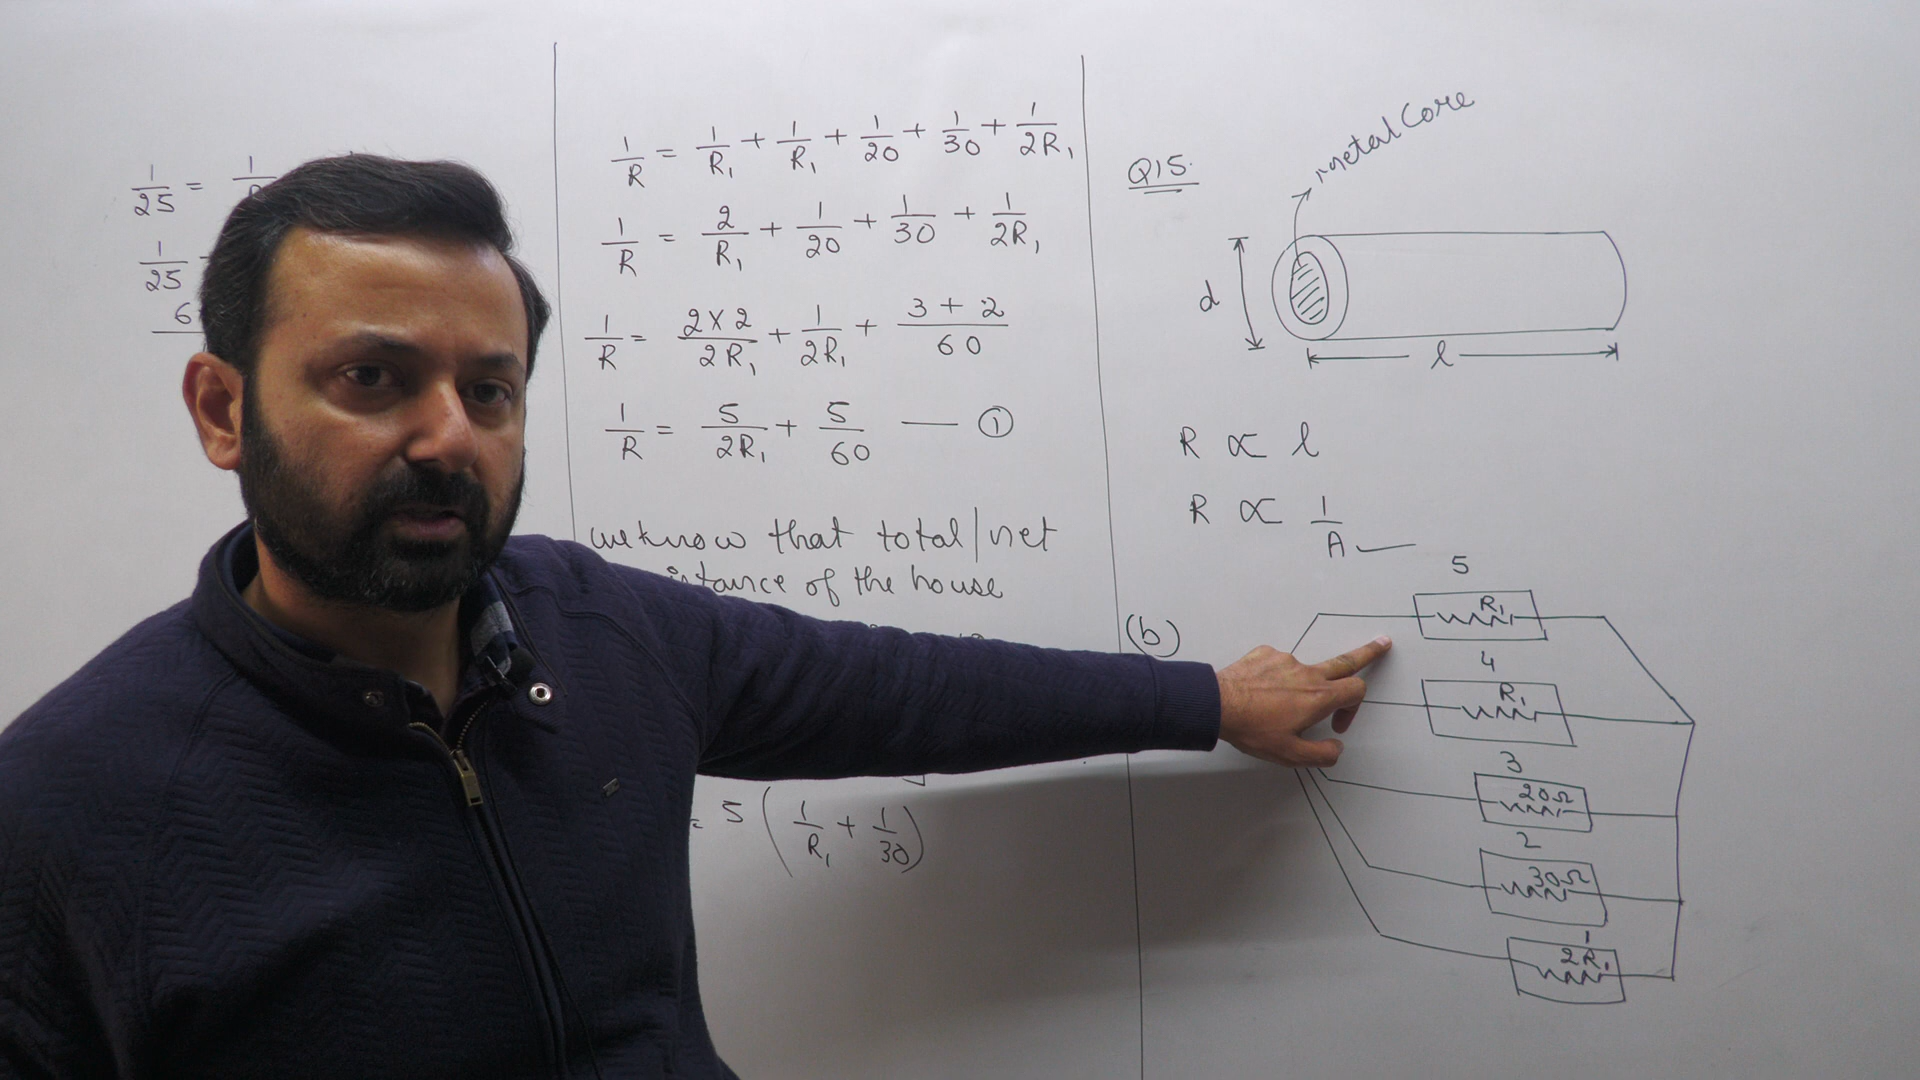 1/25 = 1/
1/25
6
1/R = 1/R₁ + 1/R₁ + 1/20 + 1/30 + 1/2R₁
1/R = 2/R₁ + 1/20 + 1/30 + 1/2R₁
1/R = 2×2/2R₁ + 1/2R₁ + 3+2/60
1/R = 5/2R₁ + 5/60 — ①
we know that total/net
of the house
= 5 (1/R₁ + 1/30)
Q15.
metal core
d
l
R ∝ l
R ∝ 1/A
(b)
5
R₁
4
R₁
3
20Ω
2
30Ω
1
2R₁